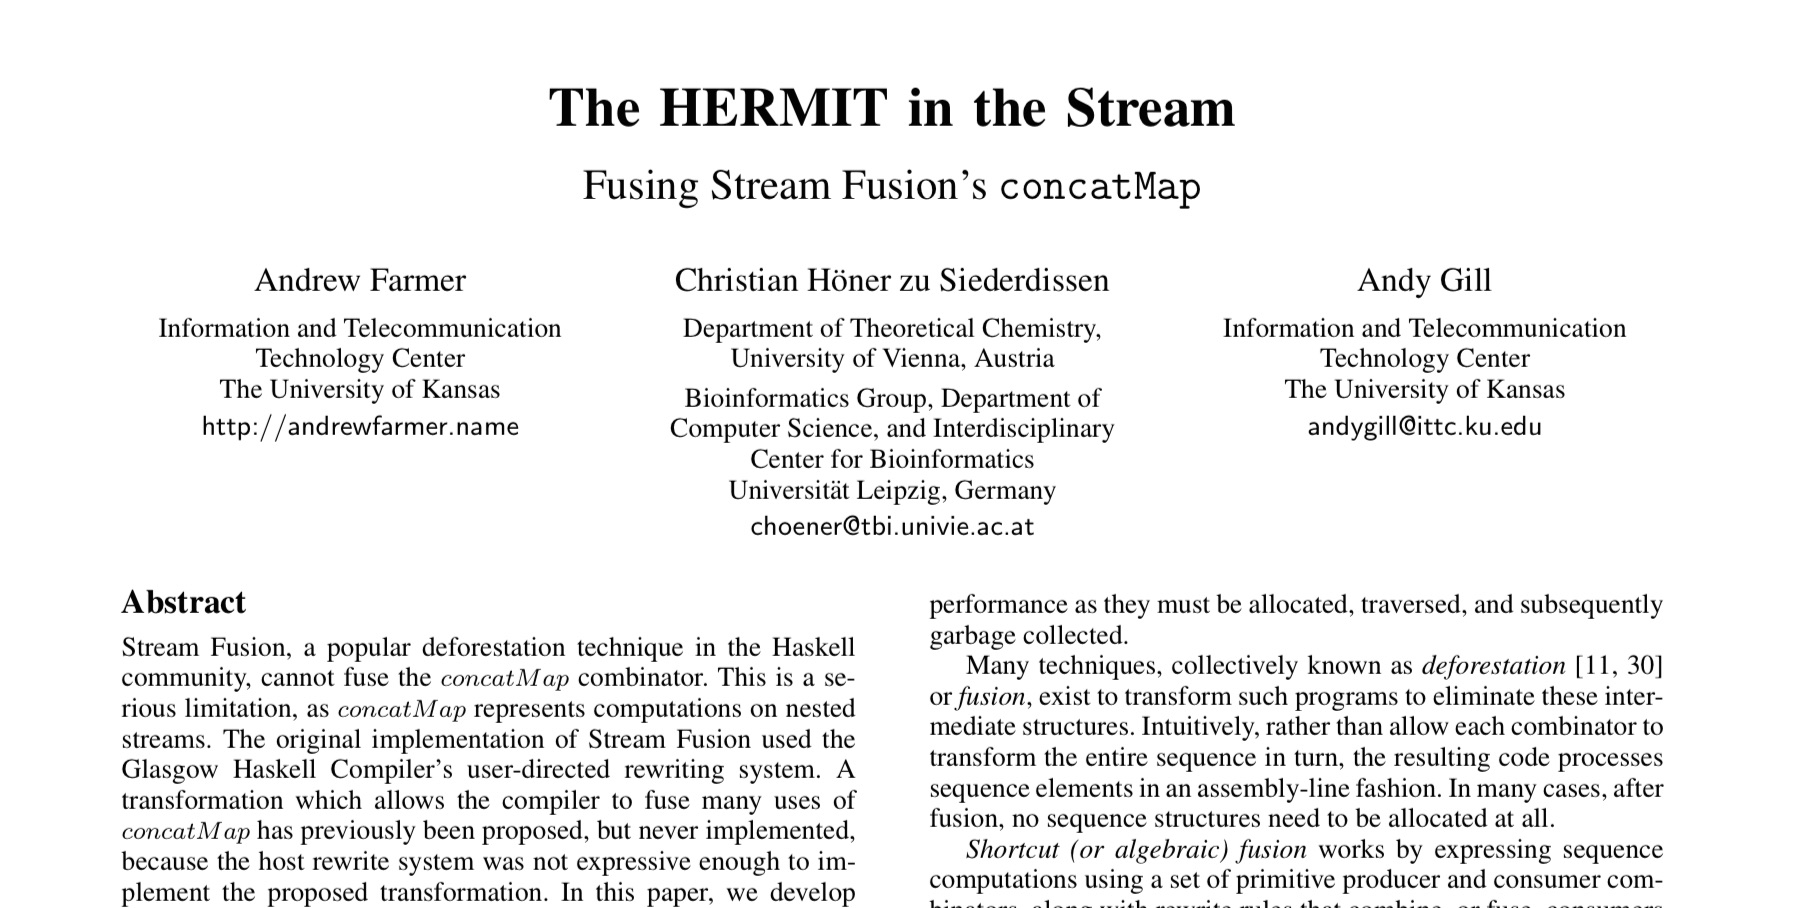 The HERMIT in the Stream
Fusing Stream Fusion's concatMap
Andrew Farmer
Information and Telecommunication
Technology Center
The University of Kansas
http://andrewfarmer.name
Christian Höner zu Siederdissen
Department of Theoretical Chemistry,
University of Vienna, Austria
Bioinformatics Group, Department of
Computer Science, and Interdisciplinary
Center for Bioinformatics
Universität Leipzig, Germany
choener@tbi.univie.ac.at
Andy Gill
Information and Telecommunication
Technology Center
The University of Kansas
andygill@ittc.ku.edu
Abstract
Stream Fusion, a popular deforestation technique in the Haskell
community, cannot fuse the concatMap combinator. This is a se-
rious limitation, as concatMap represents computations on nested
streams. The original implementation of Stream Fusion used the
Glasgow Haskell Compiler's user-directed rewriting system. A
transformation which allows the compiler to fuse many uses of
concatMap has previously been proposed, but never implemented,
because the host rewrite system was not expressive enough to im-
plement the proposed transformation. In this paper, we develop
performance as they must be allocated, traversed, and subsequently
garbage collected.
Many techniques, collectively known as deforestation [11, 30]
or fusion, exist to transform such programs to eliminate these inter-
mediate structures. Intuitively, rather than allow each combinator to
transform the entire sequence in turn, the resulting code processes
sequence elements in an assembly-line fashion. In many cases, after
fusion, no sequence structures need to be allocated at all.
Shortcut (or algebraic) fusion works by expressing sequence
computations using a set of primitive producer and consumer com-